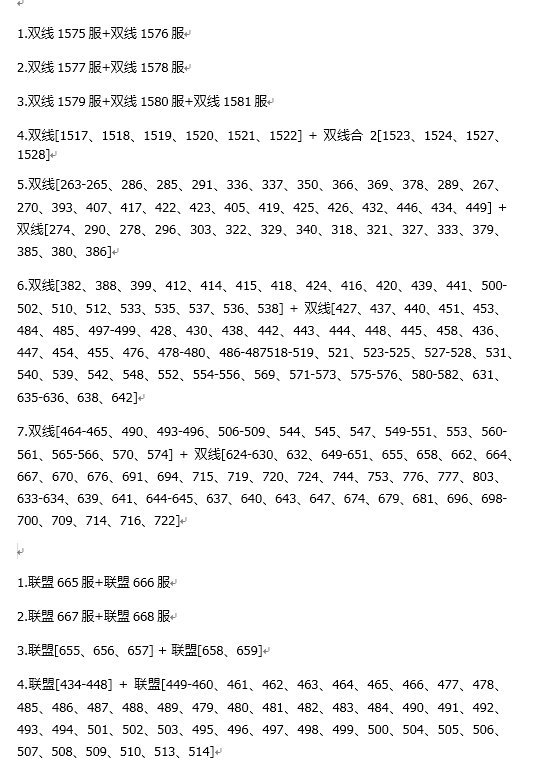 1.双线 1575 服+双线 1576 服
2.双线 1577 服+双线 1578 服
3.双线 1579 服+双线 1580 服+双线 1581 服
4.双线[1517、1518、1519、1520、1521、1522] + 双线合 2[1523、1524、1527、
1528]
5.双线[263-265、286、285、291、336、337、350、366、369、378、289、267、
270、393、407、417、422、423、405、419、425、426、432、446、434、449] +
双线[274、290、278、296、303、322、329、340、318、321、327、333、379、
385、380、386]
6.双线[382、388、399、412、414、415、418、424、416、420、439、441、500-
502、510、512、533、535、537、536、538] + 双线[427、437、440、451、453、
484、485、497-499、428、430、438、442、443、444、448、445、458、436、
447、454、455、476、478-480、486-487518-519、521、523-525、527-528、531、
540、539、542、548、552、554-556、569、571-573、575-576、580-582、631、
635-636、638、642]
7.双线[464-465、490、493-496、506-509、544、545、547、549-551、553、560-
561、565-566、570、574] + 双线[624-630、632、649-651、655、658、662、664、
667、670、676、691、694、715、719、720、724、744、753、776、777、803、
633-634、639、641、644-645、637、640、643、647、674、679、681、696、698-
700、709、714、716、722]
1.联盟 665 服+联盟 666 服
2.联盟 667 服+联盟 668 服
3.联盟[655、656、657] + 联盟[658、659]
4.联盟[434-448] + 联盟[449-460、461、462、463、464、465、466、477、478、
485、486、487、488、489、479、480、481、482、483、484、490、491、492、
493、494、501、502、503、495、496、497、498、499、500、504、505、506、
507、508、509、510、513、514]